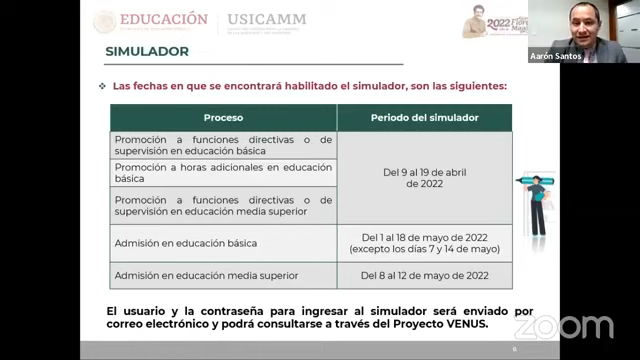 EDUCACIÓN
USICAMM
2022
Aarón Santos
SIMULADOR
❖ Las fechas en que se encontrará habilitado el simulador, son las siguientes:
Proceso
Periodo del simulador
Promoción a funciones directivas o de
supervisión en educación básica
Promoción a horas adicionales en educación
básica
Promoción a funciones directivas o de
supervisión en educación media superior
Del 9 al 19 de abril
de 2022
Admisión en educación básica
Del 1 al 18 de mayo de 2022
(excepto los días 7 y 14 de mayo)
Admisión en educación media superior
Del 8 al 12 de mayo de 2022
El usuario y la contraseña para ingresar al simulador será enviado por
correo electrónico y podrá consultarse a través del Proyecto VENUS.
zoom
6